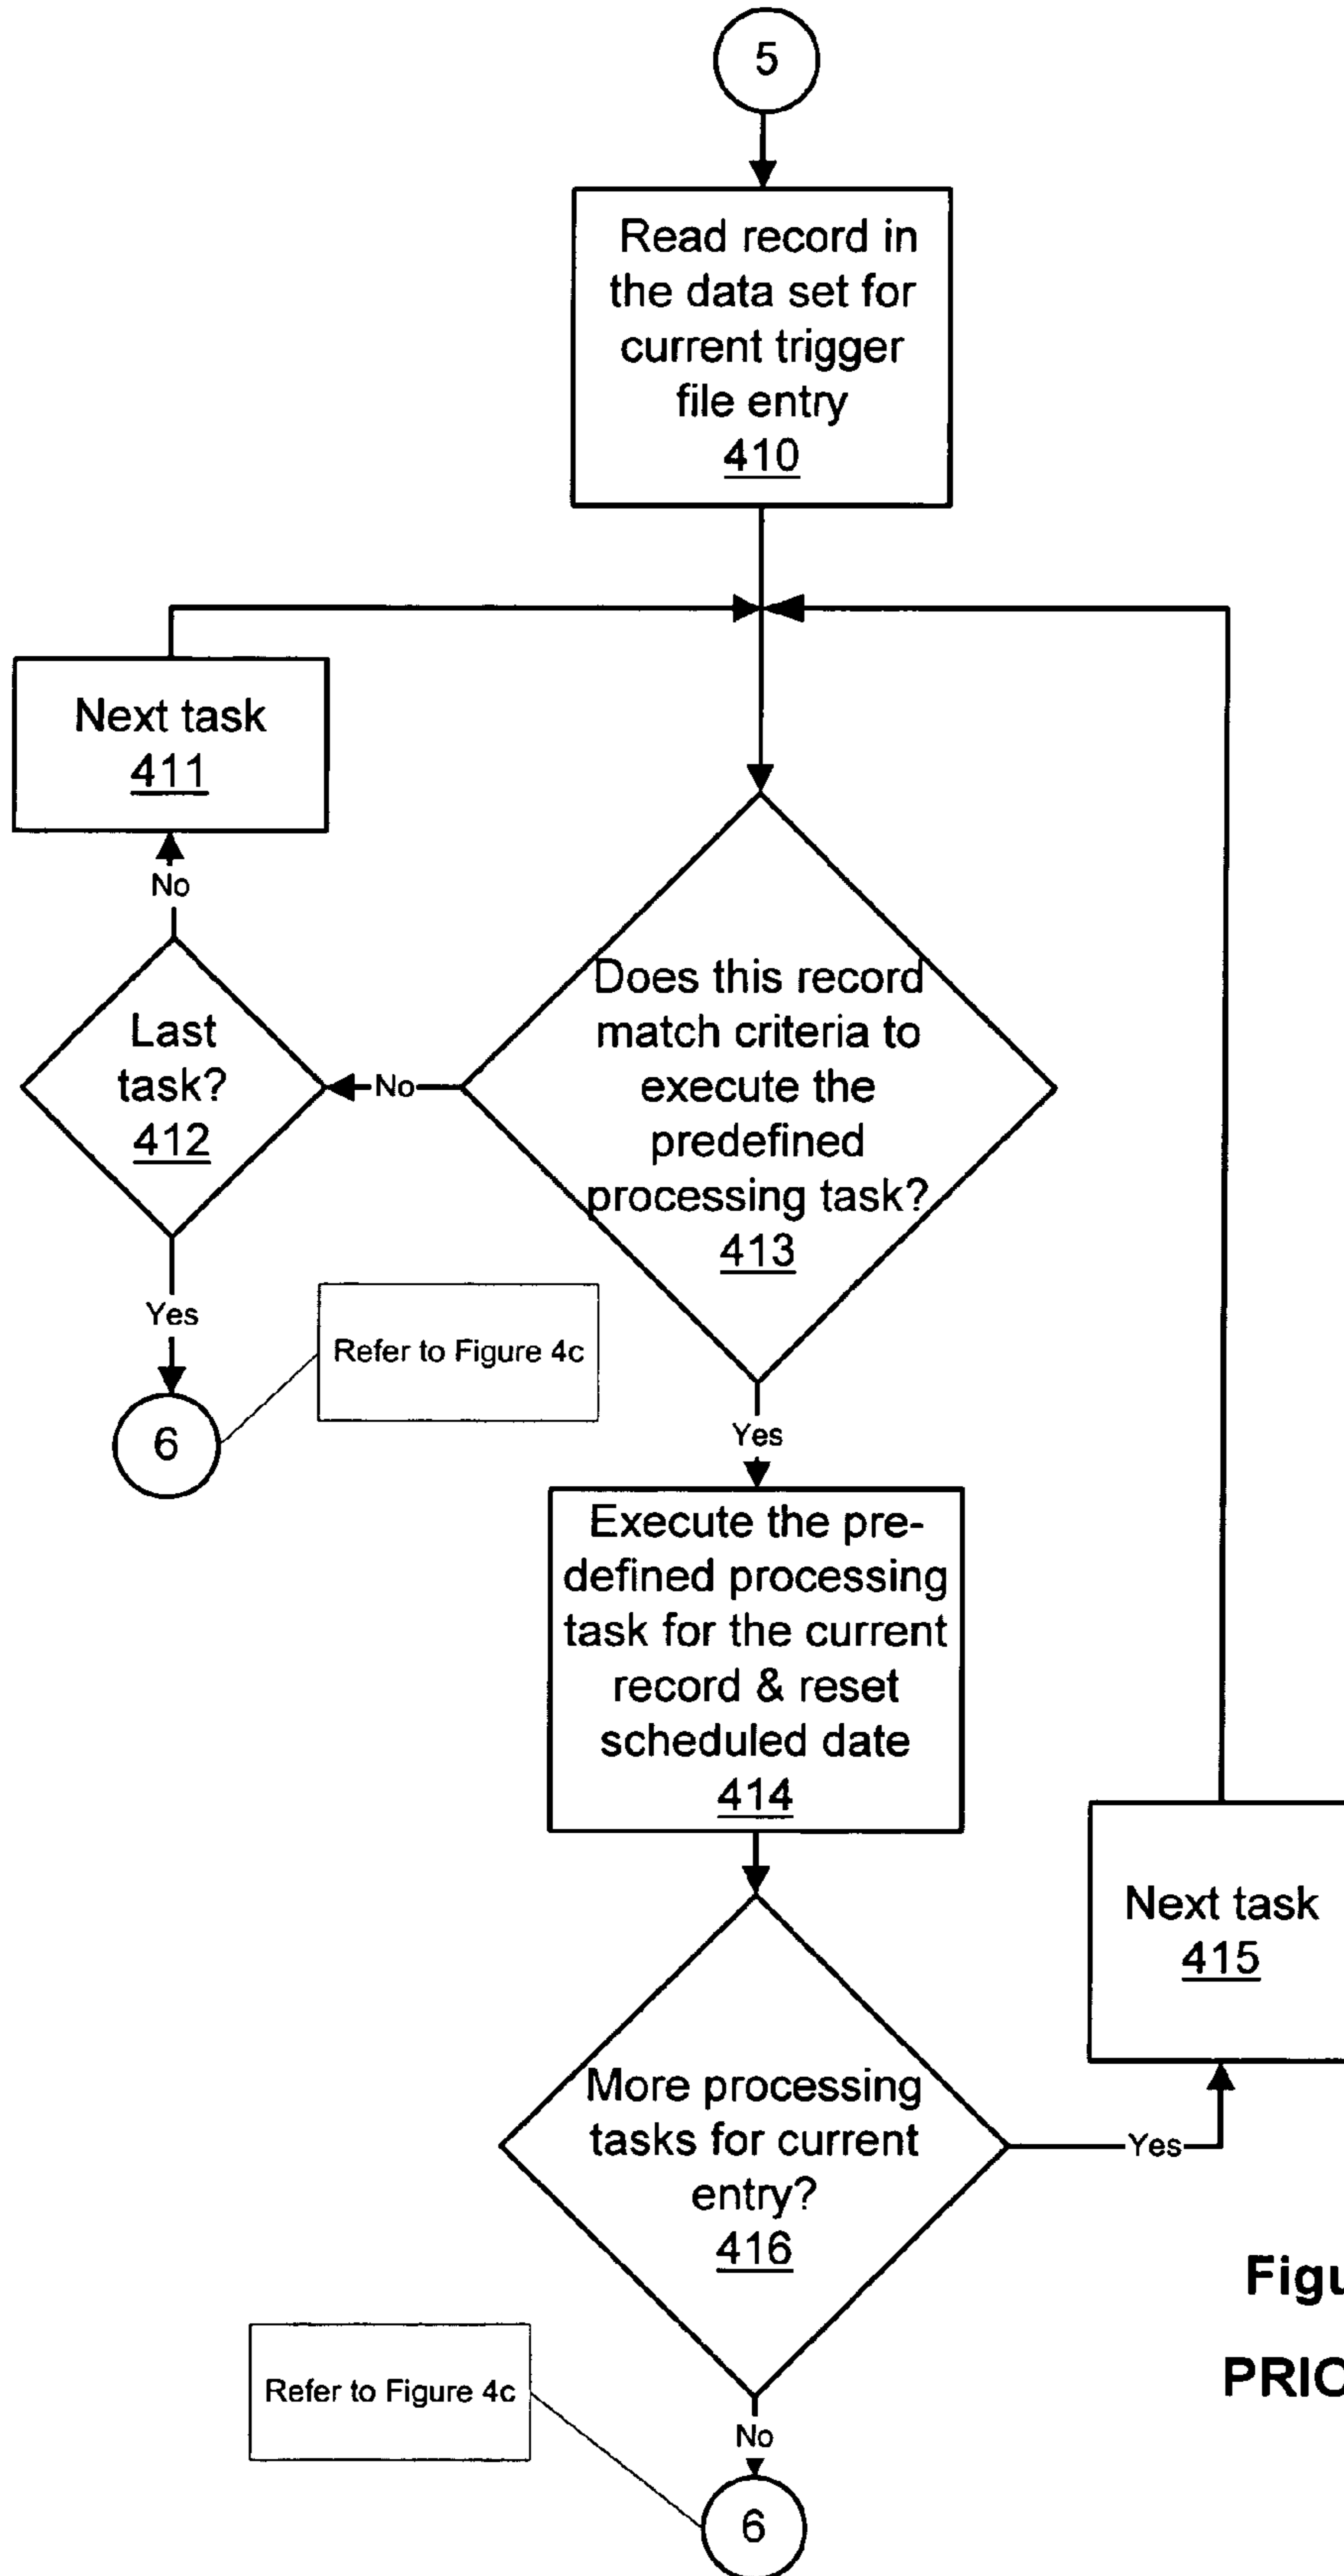 5
Read record in
the data set for
current trigger
file entry
410
Next task
411
No
Last
task?
412
No
Does this record
match criteria to
execute the
predefined
processing task?
413
Yes
Refer to Figure 4c
6
Yes
Execute the pre-
defined processing
task for the current
record & reset
scheduled date
414
Next task
415
More processing
tasks for current
entry?
416
Yes
Refer to Figure 4c
No
6